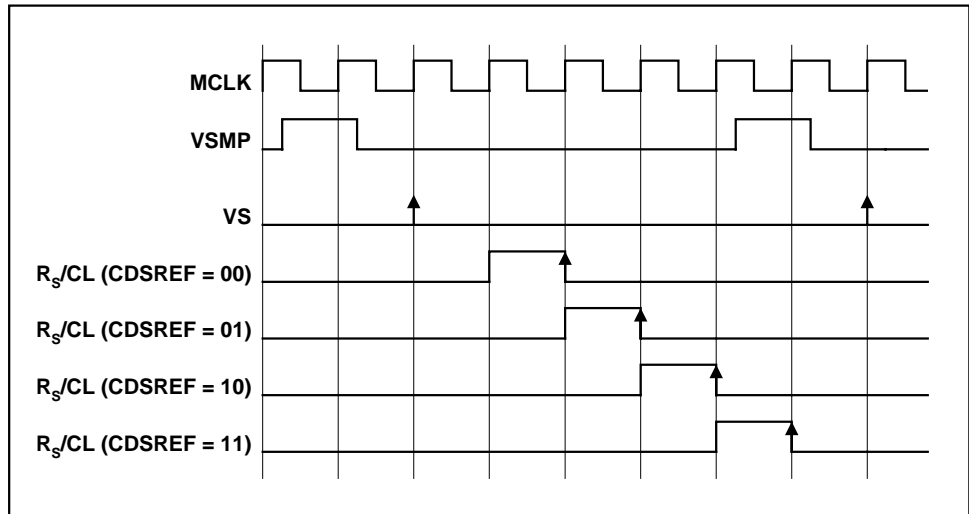 MCLK
VSMP
VS
RS/CL (CDSREF = 00)
RS/CL (CDSREF = 01)
RS/CL (CDSREF = 10)
RS/CL (CDSREF = 11)